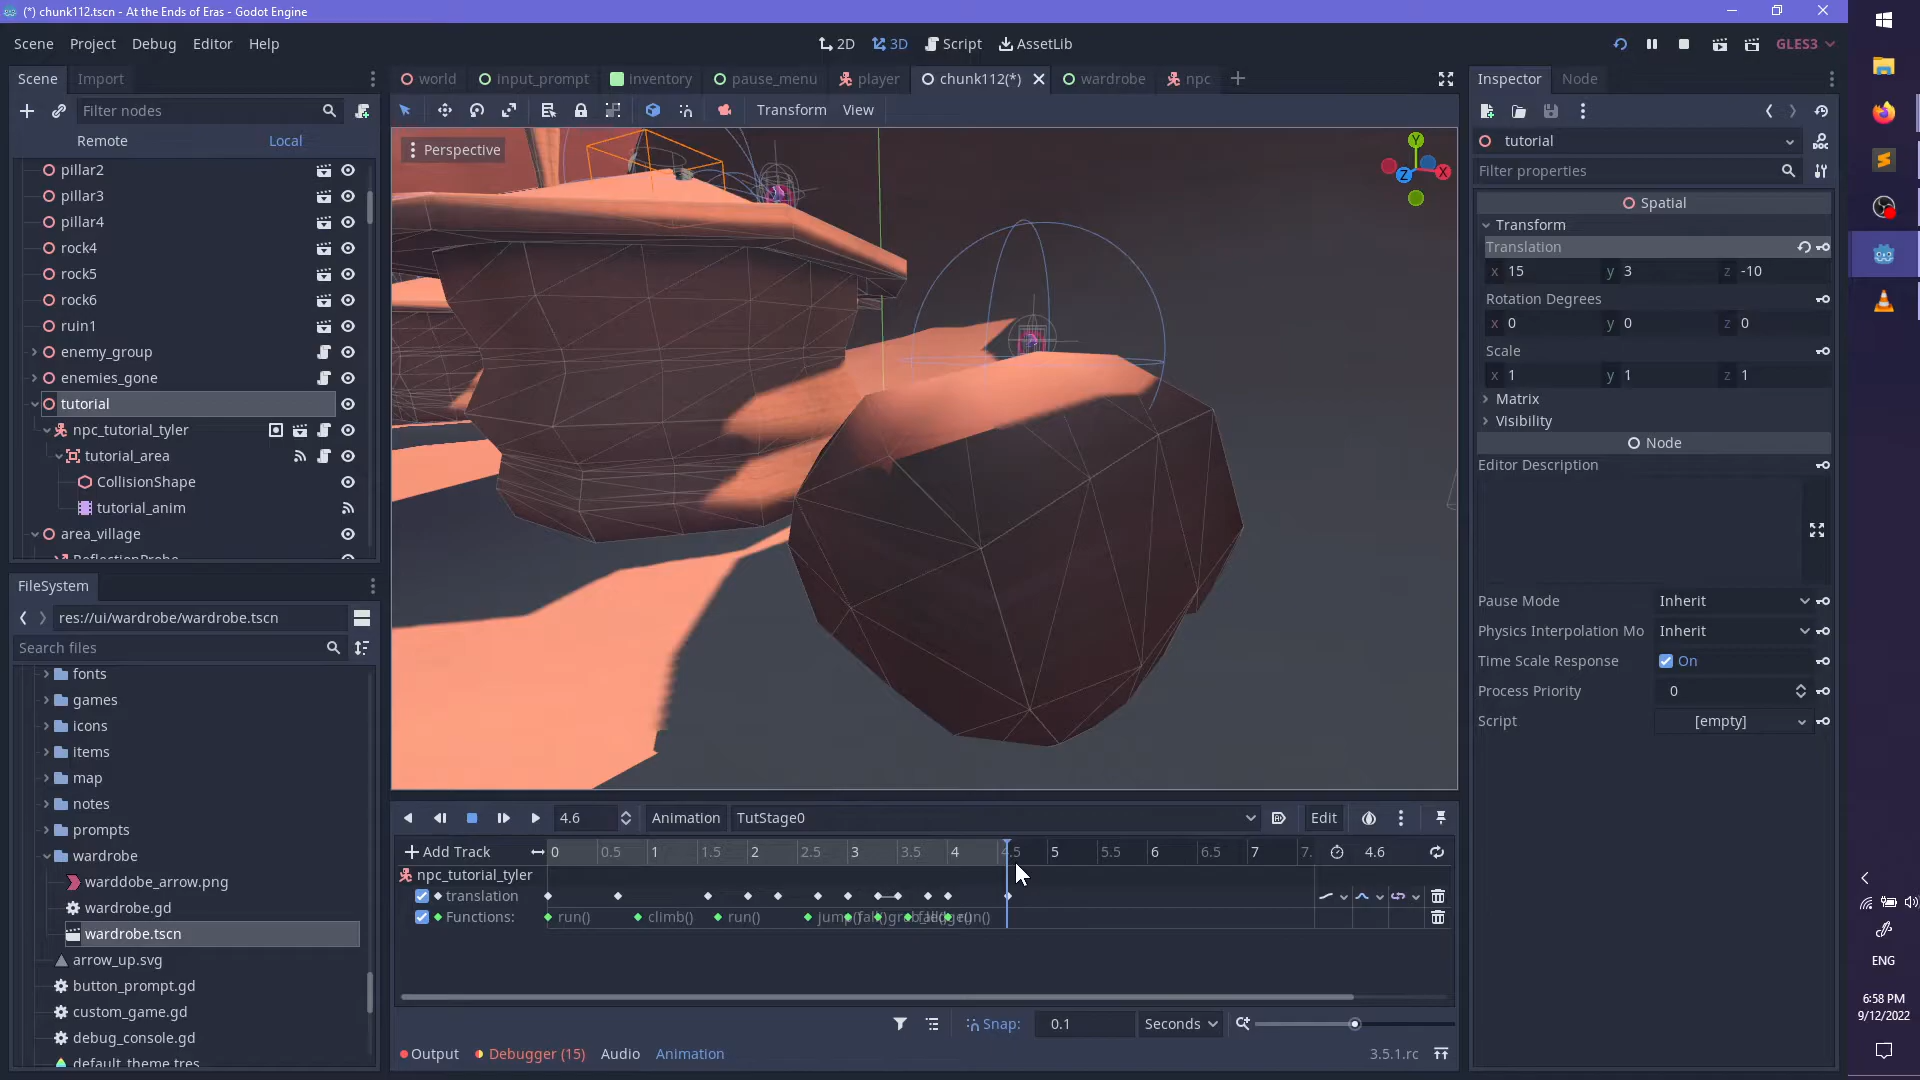 (*) chunk112.tscn - At the Ends of Eras - Godot Engine
Scene Project Debug Editor Help
2D 3D Script AssetLib
GLES3
Scene Import
world input_prompt inventory pause_menu player chunk112(*) wardrobe npc
Inspector Node
Filter nodes
Transform View
Remote Local
Perspective
Y
X
Z
tutorial
Filter properties
pillar2
pillar3
pillar4
rock4
rock5
rock6
ruin1
enemy_group
enemies_gone
tutorial
npc_tutorial_tyler
tutorial_area
CollisionShape
tutorial_anim
area_village
ReflectionProbe
FileSystem
res://ui/wardrobe/wardrobe.tscn
Search files
fonts
games
icons
items
map
notes
prompts
wardrobe
warddobe_arrow.png
wardrobe.gd
wardrobe.tscn
arrow_up.svg
button_prompt.gd
custom_game.gd
debug_console.gd
default_theme.tres
Spatial
Transform
Translation
x 15 y 3 z -10
Rotation Degrees
x 0 y 0 z 0
Scale
x 1 y 1 z 1
Matrix
Visibility
Node
Editor Description
Pause Mode Inherit
Physics Interpolation Mo Inherit
Time Scale Response On
Process Priority 0
Script [empty]
4.6 Animation TutStage0 Edit
Add Track 0 0.5 1 1.5 2 2.5 3 3.5 4 4.5 5 5.5 6 6.5 7 7. 4.6
npc_tutorial_tyler
translation
Functions: run() climb() run()
Snap: 0.1 Seconds
Output Debugger (15) Audio Animation 3.5.1.rc
ENG
6:58 PM
9/12/2022